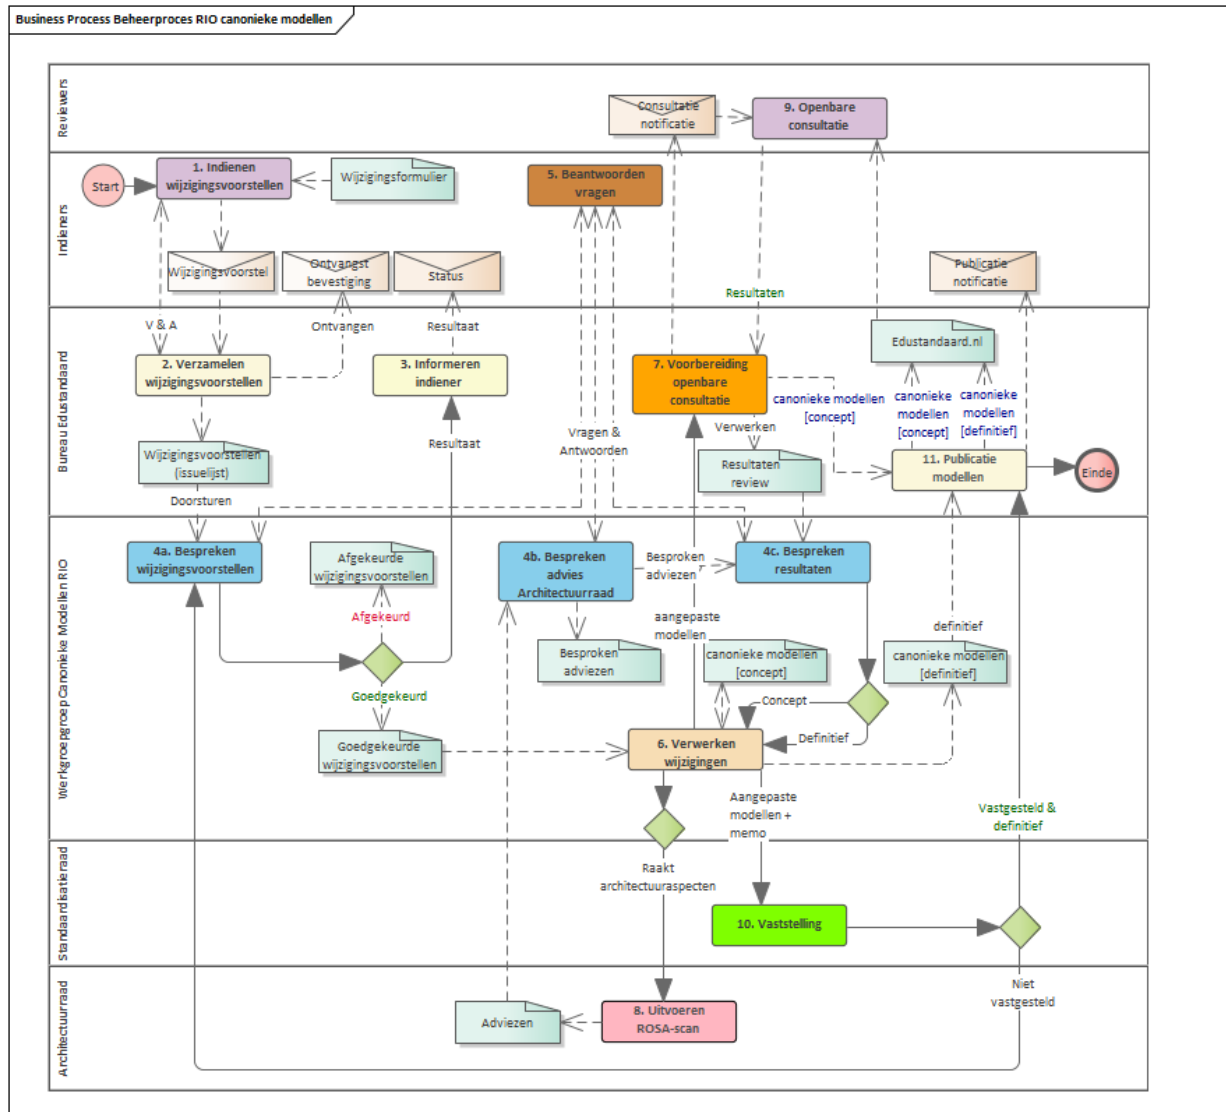 Business Process Beheerproces RIO canonieke modellen
Reviewers
Consultatie
notificatie
9. Openbare
consultatie
Indieners
Start
1. Indienen
wijzigingsvoorstellen
Wijzigingsformulier
5. Beantwoorden
vragen
Wijzigingsvoorstel
Ontvangst
bevestiging
Status
Publicatie
notificatie
Resultaten
Bureau Edustandaard
V & A
Ontvangen
Resultaat
Edustandaard.nl
2. Verzamelen
wijzigingsvoorstellen
3. Informeren
indiener
7. Voorbereiding
openbare
consultatie
canonieke modellen
[concept]
canonieke
modellen
[concept]
canonieke
modellen
[definitief]
Resultaat
Vragen &
Antwoorden
Verwerken
Wijzigingsvoorstellen
(issuelijst)
Resultaten
review
11. Publicatie
modellen
Einde
Doorsturen
Werkgroepgroep Canonieke Modellen RIO
4a. Bespreken
wijzigingsvoorstellen
Afgekeurde
wijzigingsvoorstellen
4b. Bespreken
advies
Architectuurraad
Besproken
adviezen
4c. Bespreken
resultaten
Afgekeurd
aangepaste
modellen
definitief
Besproken
adviezen
canonieke modellen
[concept]
canonieke modellen
[definitief]
Goedgekeurd
Concept
Definitief
Goedgekeurde
wijzigingsvoorstellen
6. Verwerken
wijzigingen
Aangepaste
modellen +
memo
Vastgesteld &
definitief
Standaardisatieraad
Raakt
architectuuraspecten
10. Vaststelling
Niet
vastgesteld
Architectuurraad
Adviezen
8. Uitvoeren
ROSA-scan